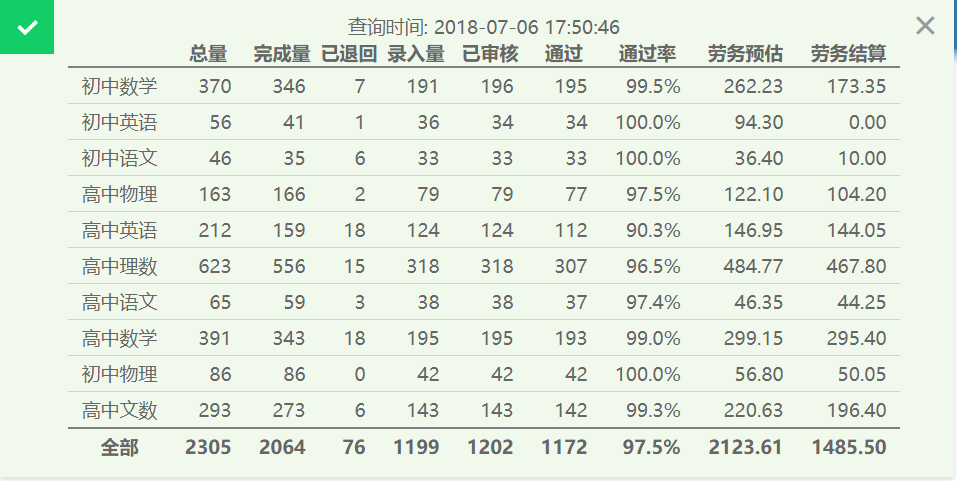 查询时间: 2018-07-06 17:50:46
总量 完成量 已退回 录入量 已审核 通过 通过率 劳务预估 劳务结算
初中数学 370 346 7 191 196 195 99.5% 262.23 173.35
初中英语 56 41 1 36 34 34 100.0% 94.30 0.00
初中语文 46 35 6 33 33 33 100.0% 36.40 10.00
高中物理 163 166 2 79 79 77 97.5% 122.10 104.20
高中英语 212 159 18 124 124 112 90.3% 146.95 144.05
高中理数 623 556 15 318 318 307 96.5% 484.77 467.80
高中语文 65 59 3 38 38 37 97.4% 46.35 44.25
高中数学 391 343 18 195 195 193 99.0% 299.15 295.40
初中物理 86 86 0 42 42 42 100.0% 56.80 50.05
高中文数 293 273 6 143 143 142 99.3% 220.63 196.40
全部 2305 2064 76 1199 1202 1172 97.5% 2123.61 1485.50